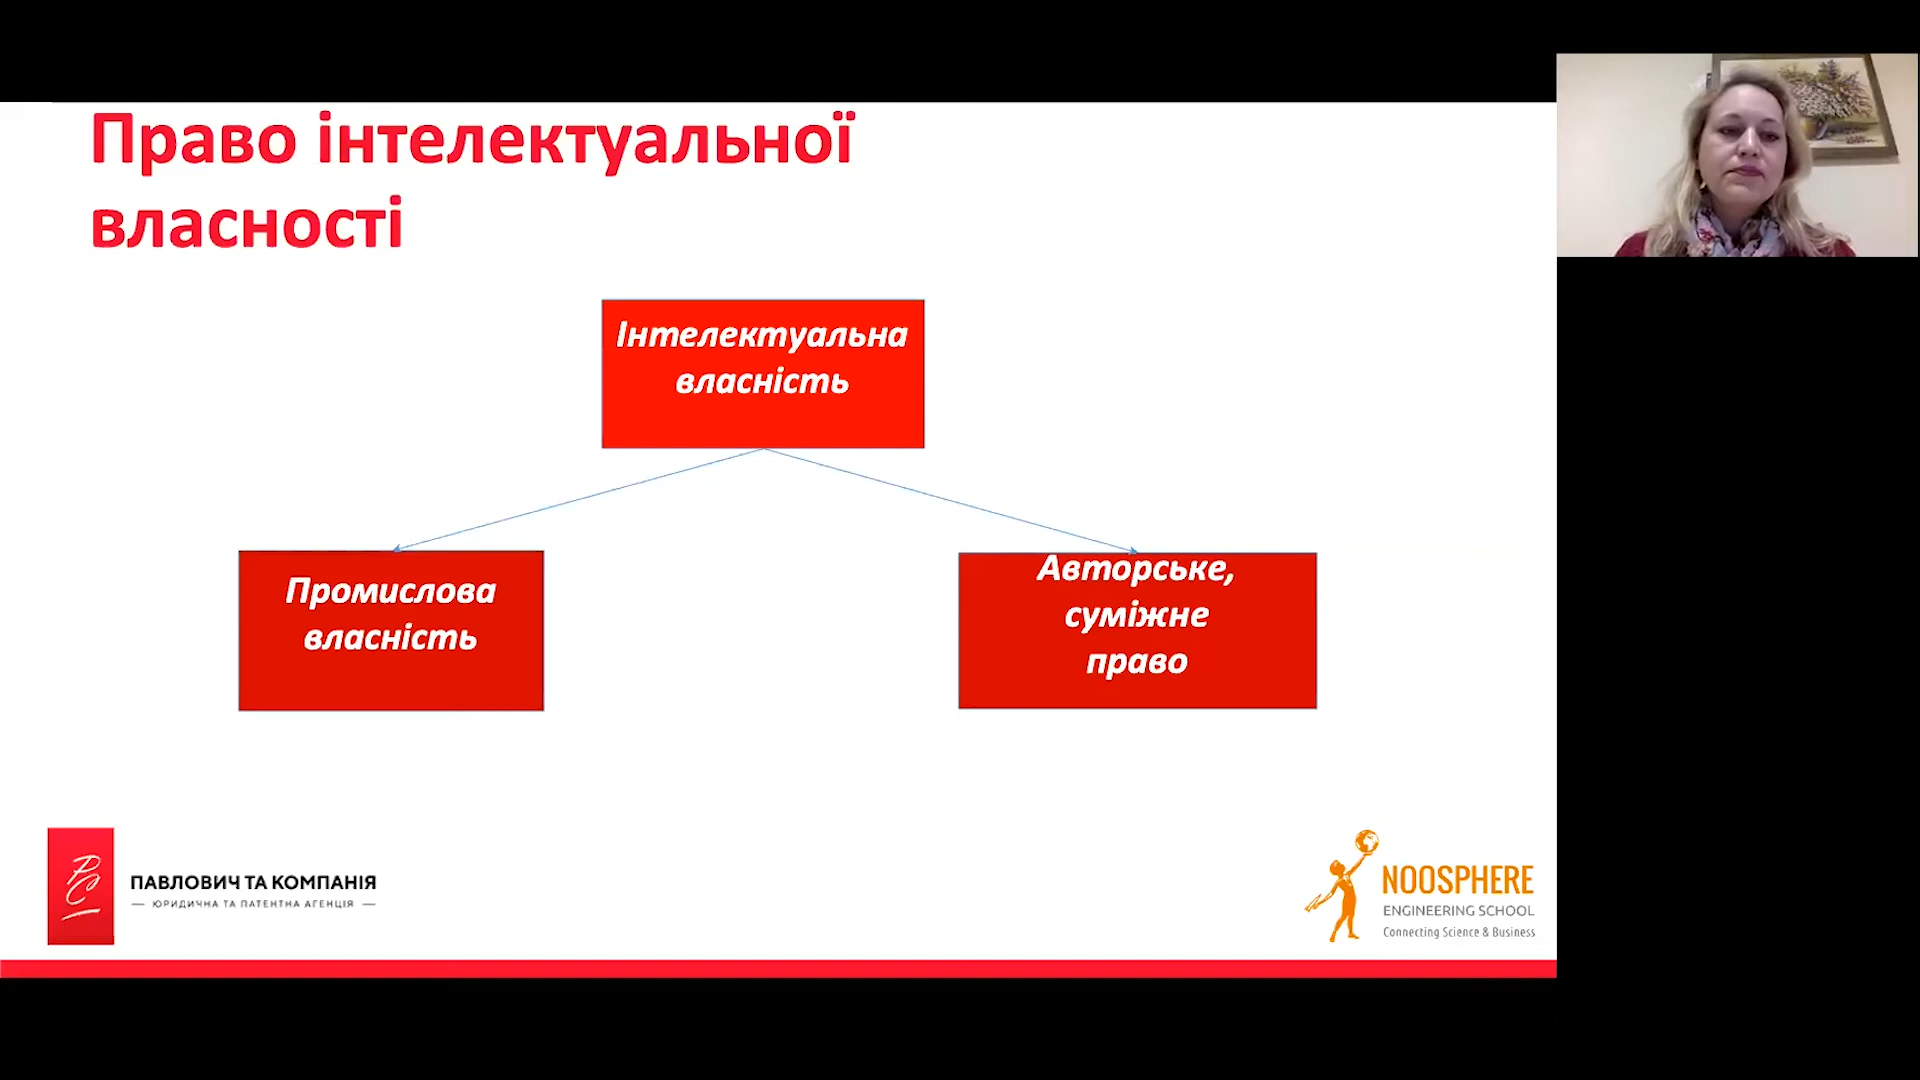 Право інтелектуальної
власності
Інтелектуальна
власність
Промислова
власність
Авторське,
суміжне
право
ПАВЛОВИЧ ТА КОМПАНІЯ
— ЮРИДИЧНА ТА ПАТЕНТНА АГЕНЦІЯ —
NOOSPHERE
ENGINEERING SCHOOL
Connecting Science & Business